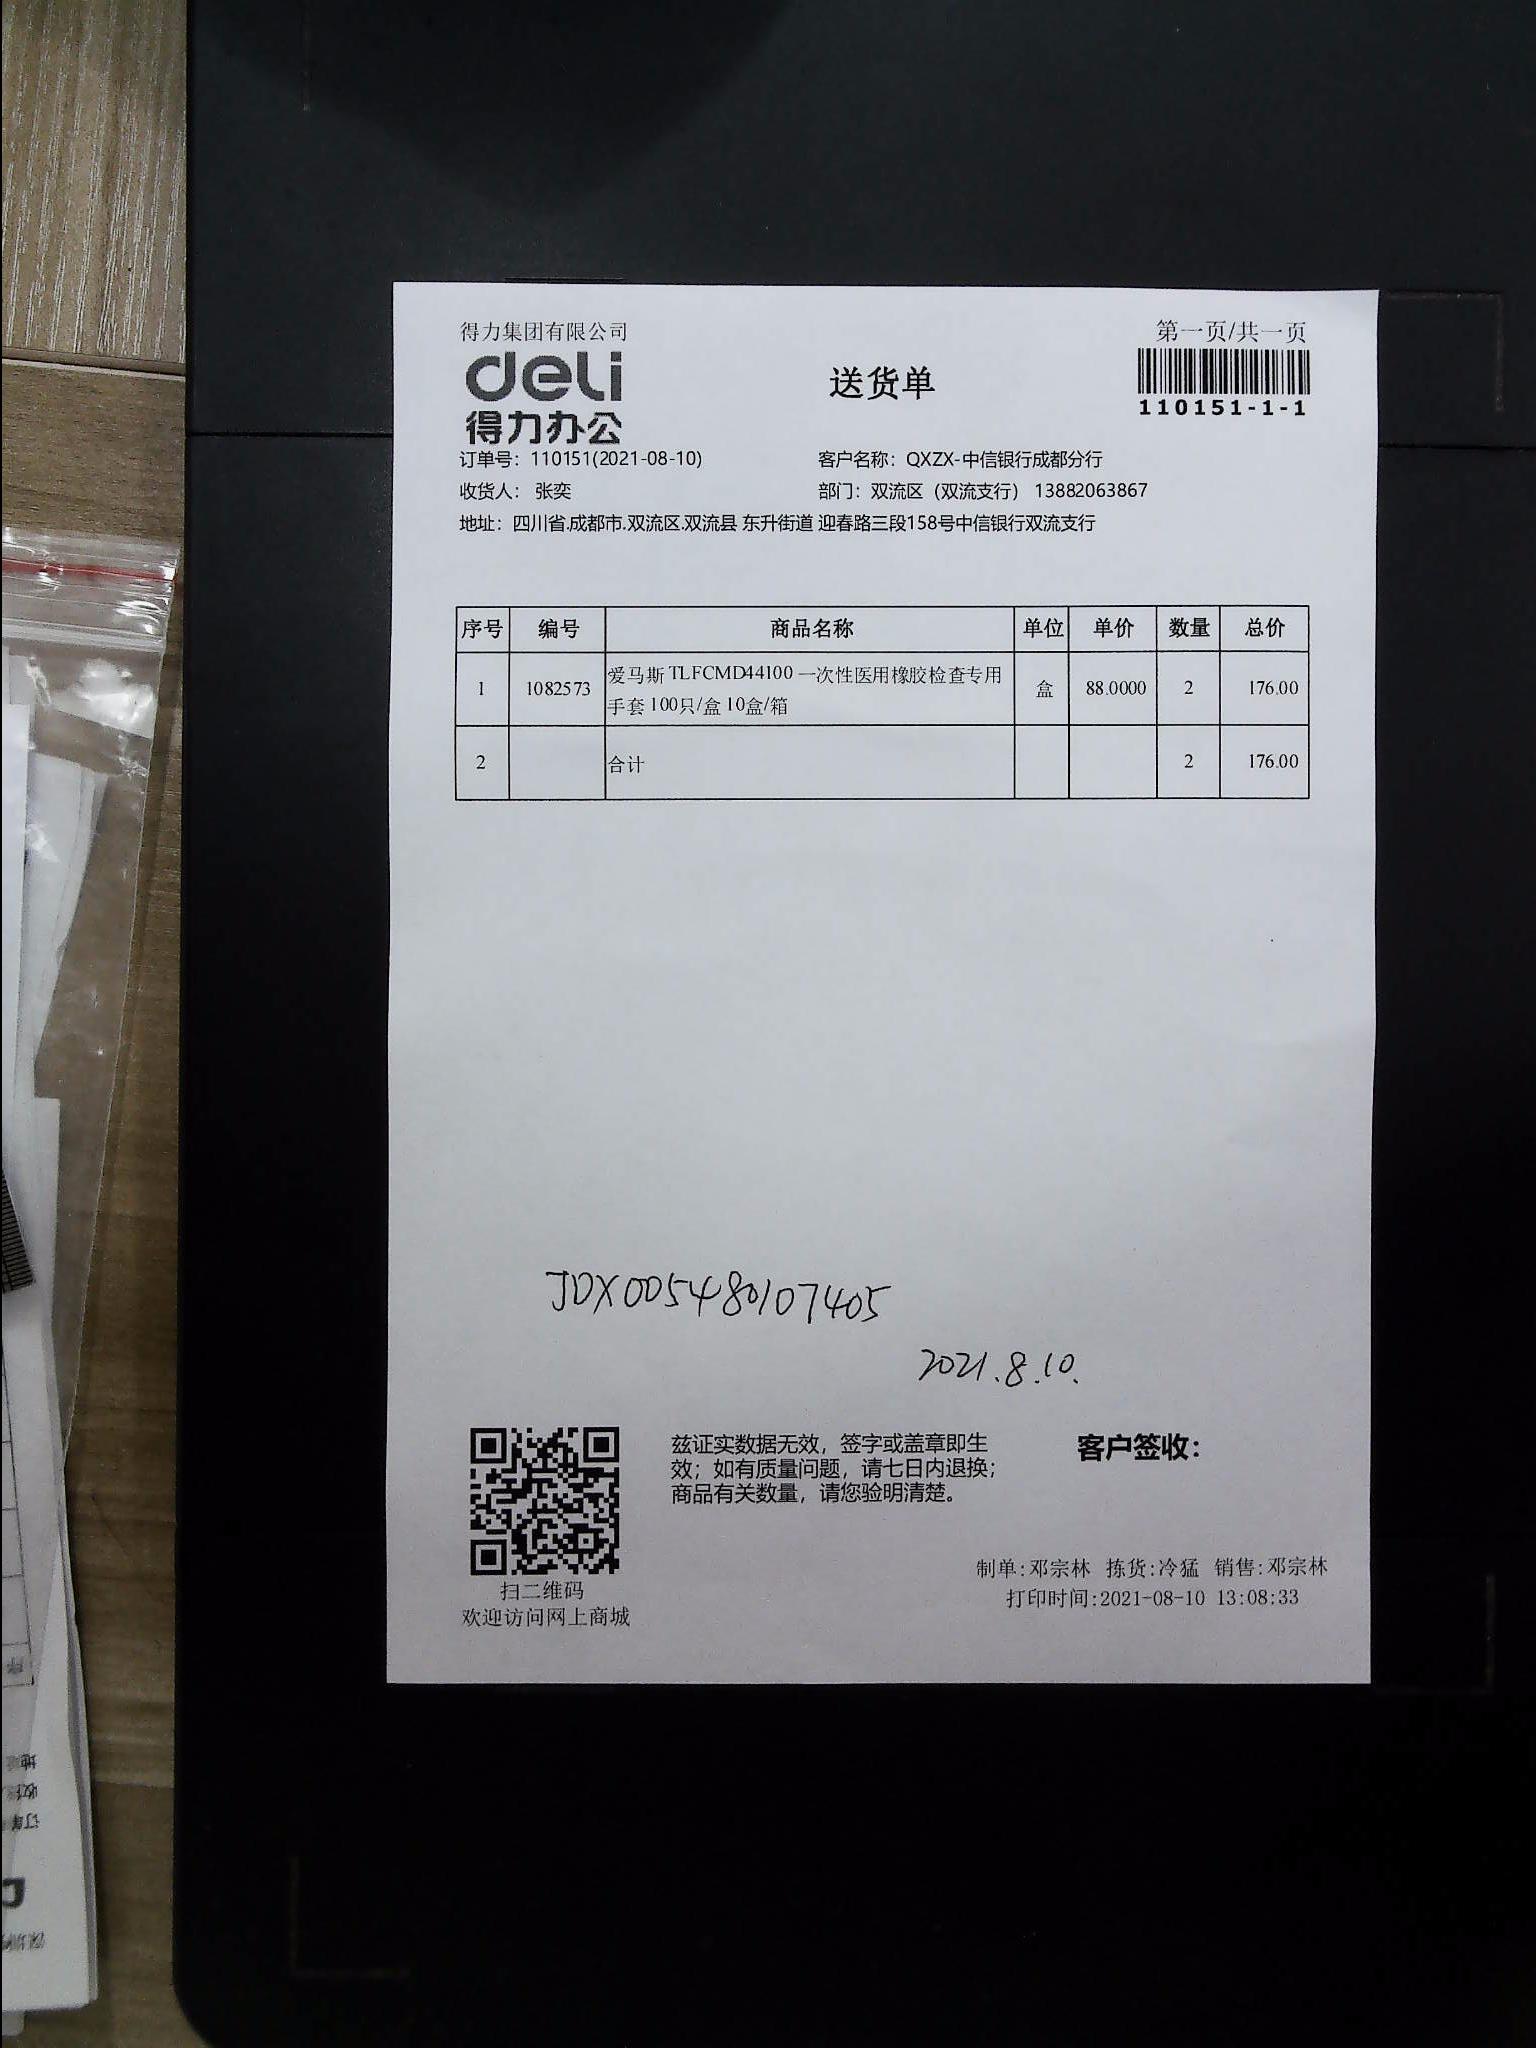 得力集团有限公司
第一页/共一页
deli
得力办公
送货单
110151-1-1
订单号：110151(2021-08-10)
客户名称：QXZX-中信银行成都分行
收货人： 张奕
部门：双流区（双流支行） 13882063867
地址：四川省.成都市.双流区.双流县 东升街道 迎春路三段158号中信银行双流支行
序号 编号 商品名称 单位 单价 数量 总价
1 1082573 爱马斯 TLFCMD44100 一次性医用橡胶检查专用 盒 88.0000 2 176.00
手套 100只/盒 10盒/箱
2 合计 2 176.00
JDX005480107405
2021.8.10.
兹证实数据无效，签字或盖章即生
效；如有质量问题，请七日内退换；
商品有关数量，请您验明清楚。
客户签收：
扫二维码
欢迎访问网上商城
制单:邓宗林 拣货:冷猛 销售:邓宗林
打印时间:2021-08-10 13:08:33